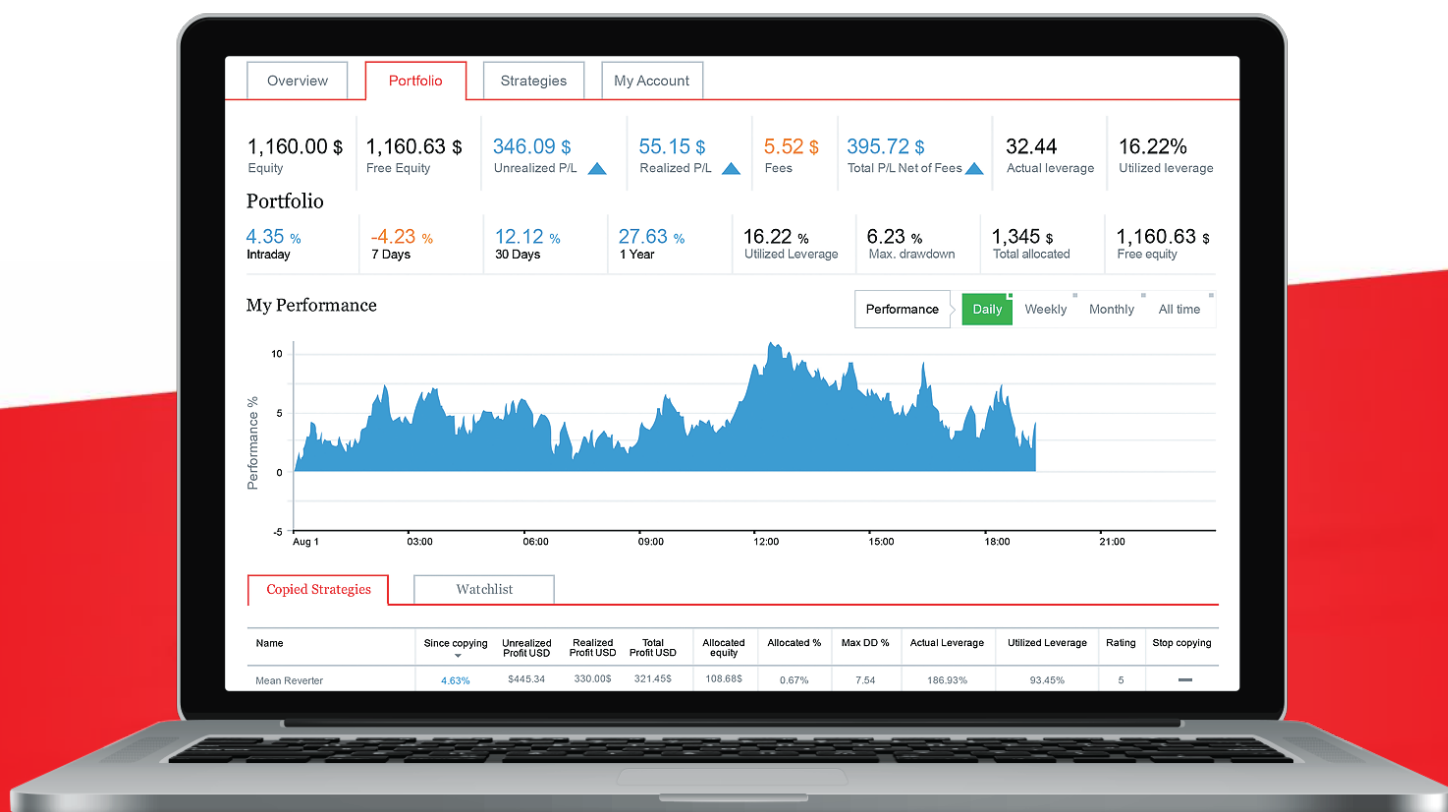 Overview Portfolio Strategies My Account
1,160.00 $ 1,160.63 $ 346.09 $ 55.15 $ 5.52 $ 395.72 $ 32.44 16.22%
Equity Free Equity Unrealized P/L Realized P/L Fees Total P/L Net of Fees Actual leverage Utilized leverage
Portfolio
4.35 % -4.23 % 12.12 % 27.63 % 16.22 % 6.23 % 1,345 $ 1,160.63 $
Intraday 7 Days 30 Days 1 Year Utilized Leverage Max. drawdown Total allocated Free equity
My Performance
Performance Daily Weekly Monthly All time
Performance %
10
5
0
-5
Aug 1 03:00 06:00 09:00 12:00 15:00 18:00 21:00
Copied Strategies Watchlist
Name Since copying Unrealized Realized Total Allocated Allocated % Max DD % Actual Leverage Utilized Leverage Rating Stop copying
Profit USD Profit USD Profit USD equity
Mean Reverter 4.63% $445.34 330.00$ 321.45$ 108.68$ 0.67% 7.54 186.93% 93.45% 5